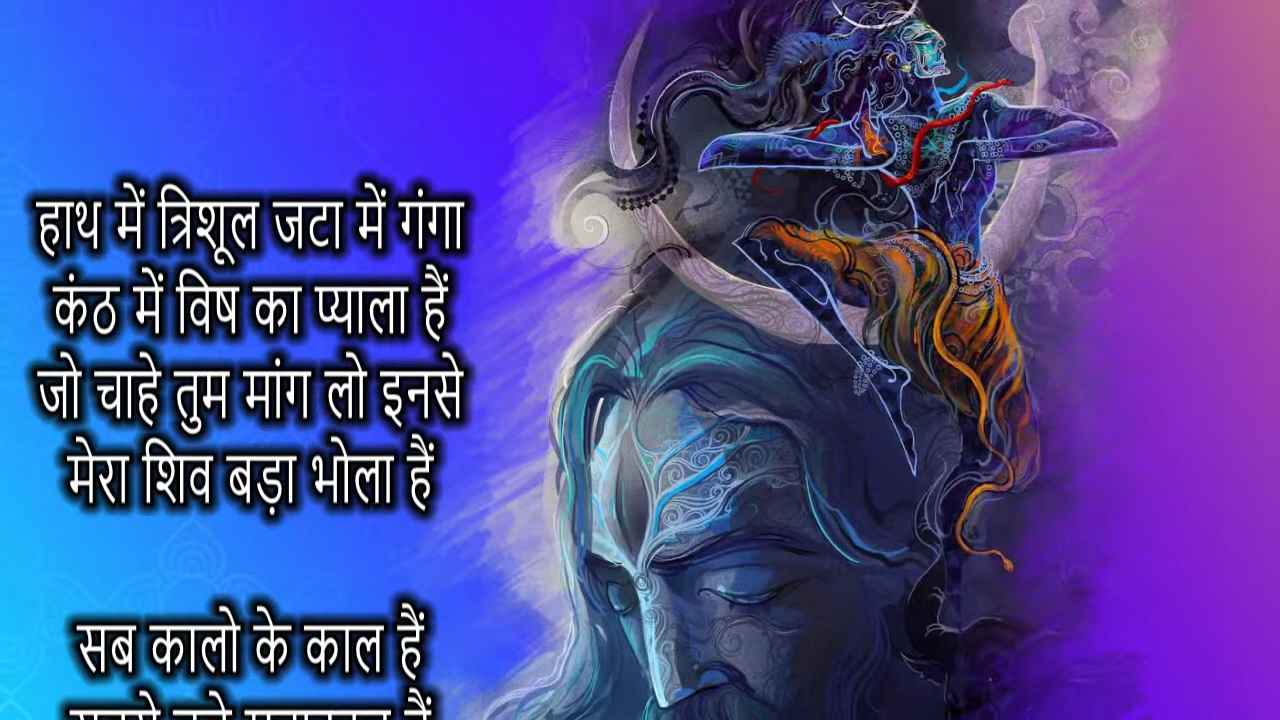 हाथ में त्रिशूल जटा में गंगा
कंठ में विष का प्याला हैं
जो चाहे तुम मांग लो इनसे
मेरा शिव बड़ा भोला हैं
सब कालो के काल हैं